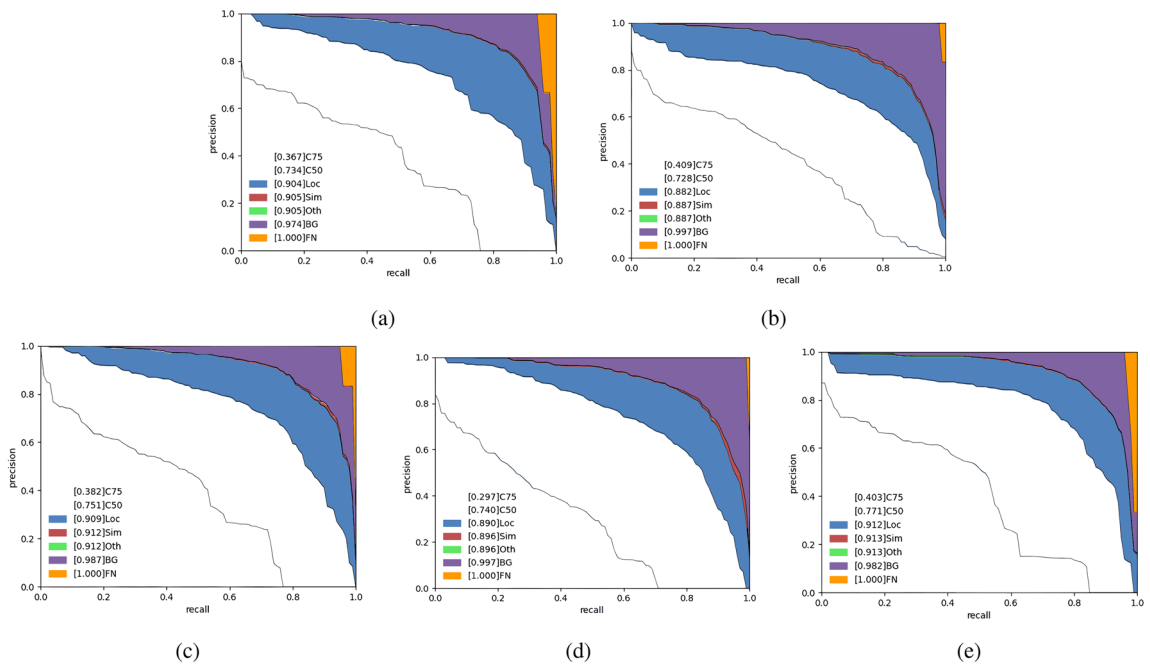 1.0
0.8
0.6
0.4
0.2
0.0
precision
[0.367]C75
[0.734]C50
[0.904]Loc
[0.905]Sim
[0.905]Oth
[0.974]BG
[1.000]FN
0.0 0.2 0.4 0.6 0.8 1.0
recall
(a)
1.0
0.8
0.6
0.4
0.2
0.0
precision
[0.409]C75
[0.728]C50
[0.882]Loc
[0.887]Sim
[0.887]Oth
[0.997]BG
[1.000]FN
0.0 0.2 0.4 0.6 0.8 1.0
recall
(b)
1.0
0.8
0.6
0.4
0.2
0.0
precision
[0.382]C75
[0.751]C50
[0.909]Loc
[0.912]Sim
[0.912]Oth
[0.987]BG
[1.000]FN
0.0 0.2 0.4 0.6 0.8 1.0
recall
(c)
1.0
0.8
0.6
0.4
0.2
0.0
precision
[0.297]C75
[0.740]C50
[0.890]Loc
[0.896]Sim
[0.896]Oth
[0.997]BG
[1.000]FN
0.0 0.2 0.4 0.6 0.8 1.0
recall
(d)
1.0
0.8
0.6
0.4
0.2
0.0
precision
[0.403]C75
[0.771]C50
[0.912]Loc
[0.913]Sim
[0.913]Oth
[0.982]BG
[1.000]FN
0.0 0.2 0.4 0.6 0.8 1.0
recall
(e)